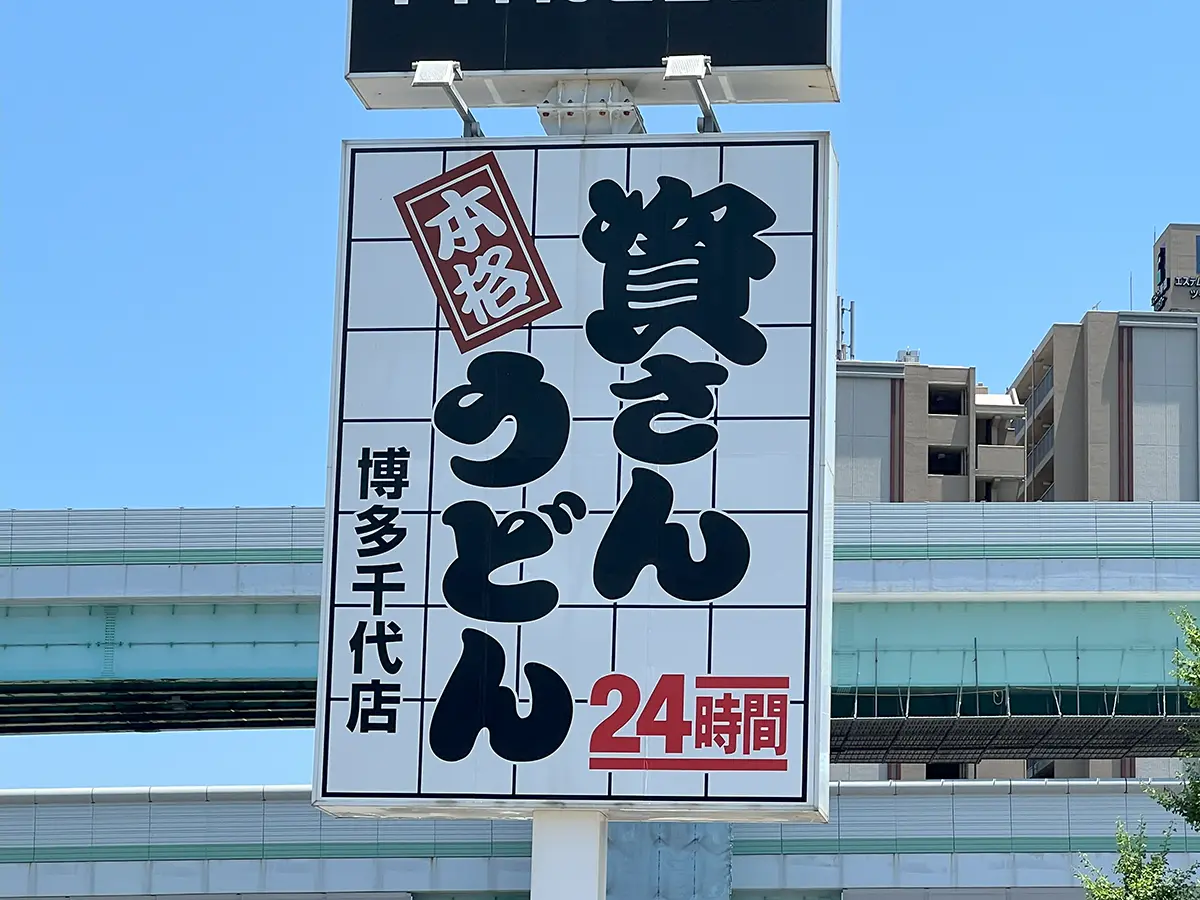 資さん
本格
うどん
博多千代店
24時間